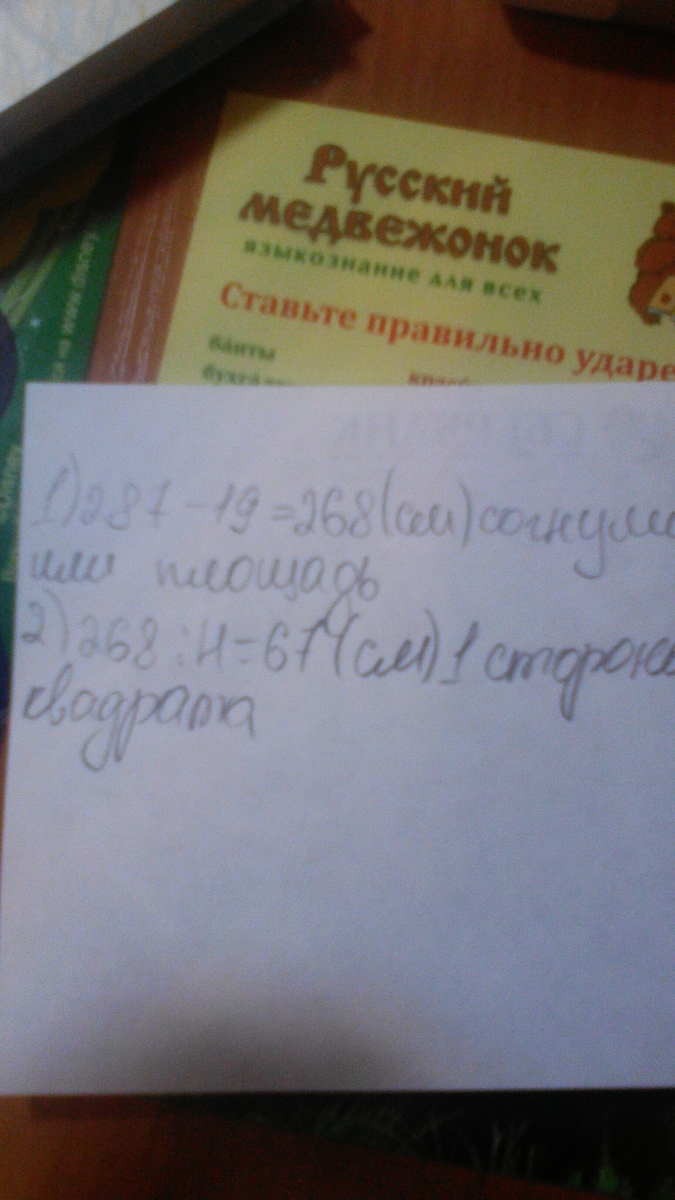 Русский
медвежонок
языкознание для всех
Ставьте правильно ударе
банты
1) 287-19=268(см) согнули
или площадь
2) 268:4=67(см) 1 сторона
квадрата